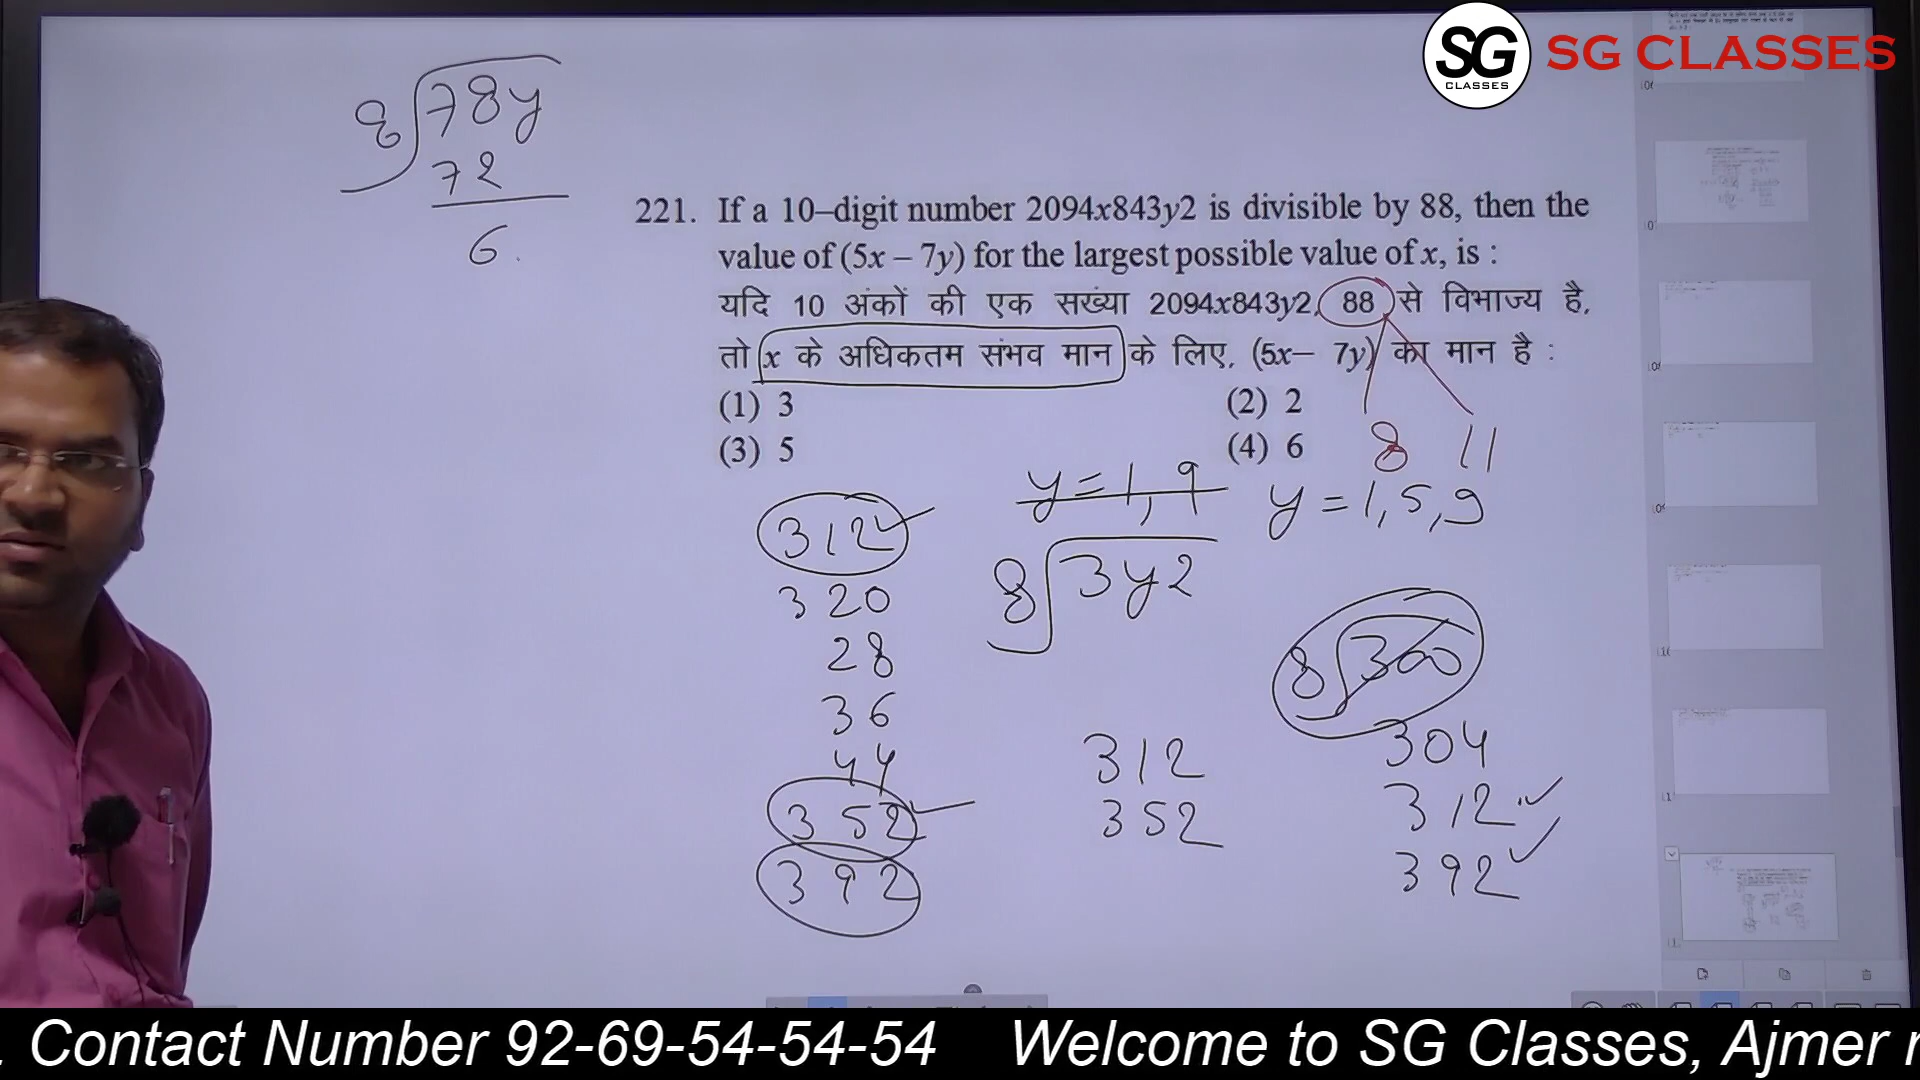 SG
CLASSES
SG CLASSES
8 78y
72
6
221. If a 10–digit number 2094x843y2 is divisible by 88, then the
value of (5x – 7y) for the largest possible value of x, is :
यदि 10 अंकों की एक सख्या 2094x843y2, 88 से विभाज्य है,
तो x के अधिकतम संभव मान के लिए, (5x– 7y) का मान है :
(1) 3 (2) 2
(3) 5 (4) 6
8 11
y = 1, 9
y = 1, 5, 9
312
320
28
36
44
352
392
8 3y2
312
352
8 300
304
312
392
. Contact Number 92-69-54-54-54 Welcome to SG Classes, Ajmer